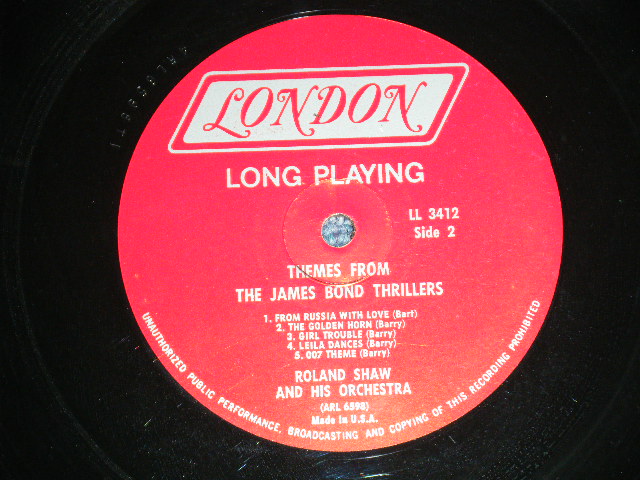 LONDON
LONG PLAYING
LL 3412
Side 2
THEMES FROM
THE JAMES BOND THRILLERS
1. FROM RUSSIA WITH LOVE (Bart)
2. THE GOLDEN HORN (Barry)
3. GIRL TROUBLE (Barry)
4. LEILA DANCES (Barry)
5. 007 THEME (Barry)
ROLAND SHAW
AND HIS ORCHESTRA
(ARL 6598)
Made in U.S.A.
UNAUTHORIZED PUBLIC PERFORMANCE, BROADCASTING AND COPYING OF THIS RECORDING PROHIBITED